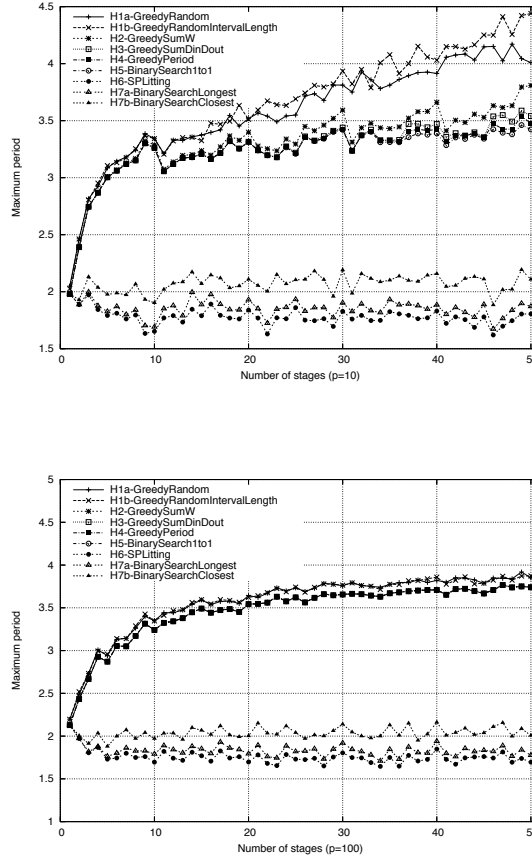 4.5
4
3.5
3
2.5
2
1.5
Maximum period
H1a-GreedyRandom
H1b-GreedyRandomIntervalLength
H2-GreedySumW
H3-GreedySumDinDout
H4-GreedyPeriod
H5-BinarySearch1to1
H6-SPLitting
H7a-BinarySearchLongest
H7b-BinarySearchClosest
0 10 20 30 40 50
Number of stages (p=10)
5
4.5
4
3.5
3
2.5
2
1.5
1
Maximum period
H1a-GreedyRandom
H1b-GreedyRandomIntervalLength
H2-GreedySumW
H3-GreedySumDinDout
H4-GreedyPeriod
H5-BinarySearch1to1
H6-SPLitting
H7a-BinarySearchLongest
H7b-BinarySearchClosest
0 10 20 30 40 50
Number of stages (p=100)